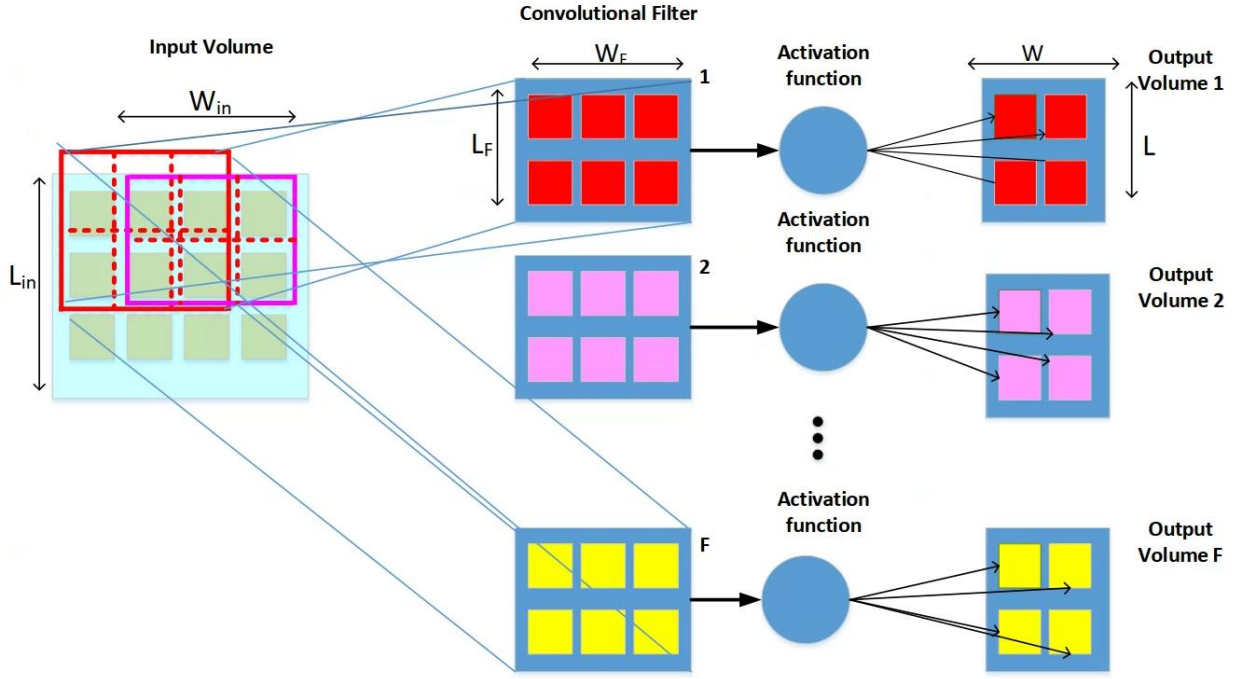 Convolutional Filter
Input Volume
W_in
L_in
W_F
1
L_F
Activation
function
W
Output
Volume 1
L
2
Activation
function
Output
Volume 2
F
Activation
function
Output
Volume F